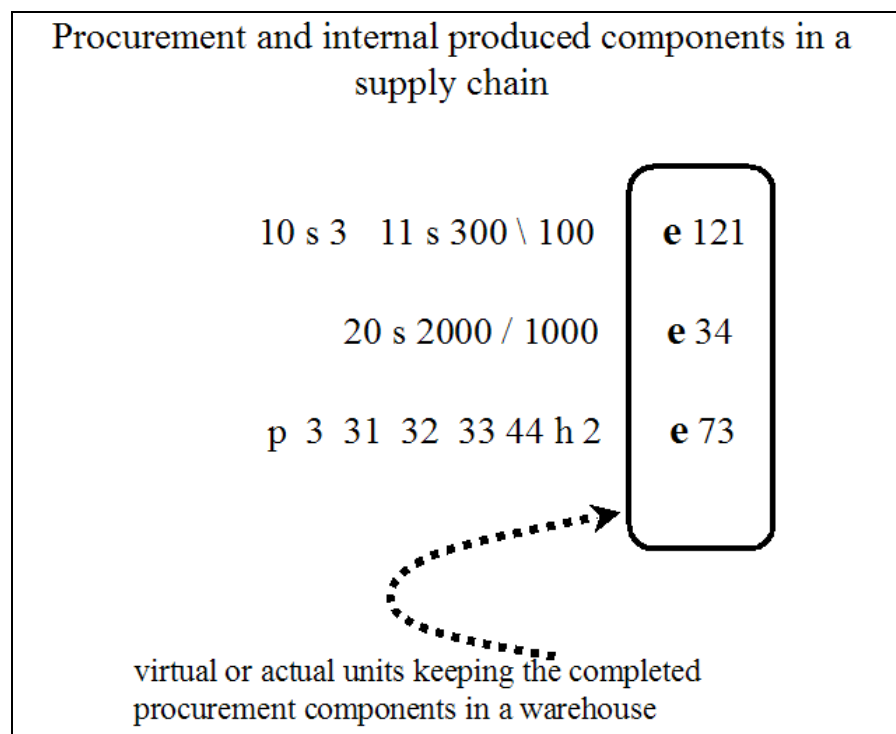 Procurement and internal produced components in a
supply chain
10 s 3 11 s 300 \ 100 e 121
20 s 2000 / 1000 e 34
p 3 31 32 33 44 h 2 e 73
virtual or actual units keeping the completed
procurement components in a warehouse